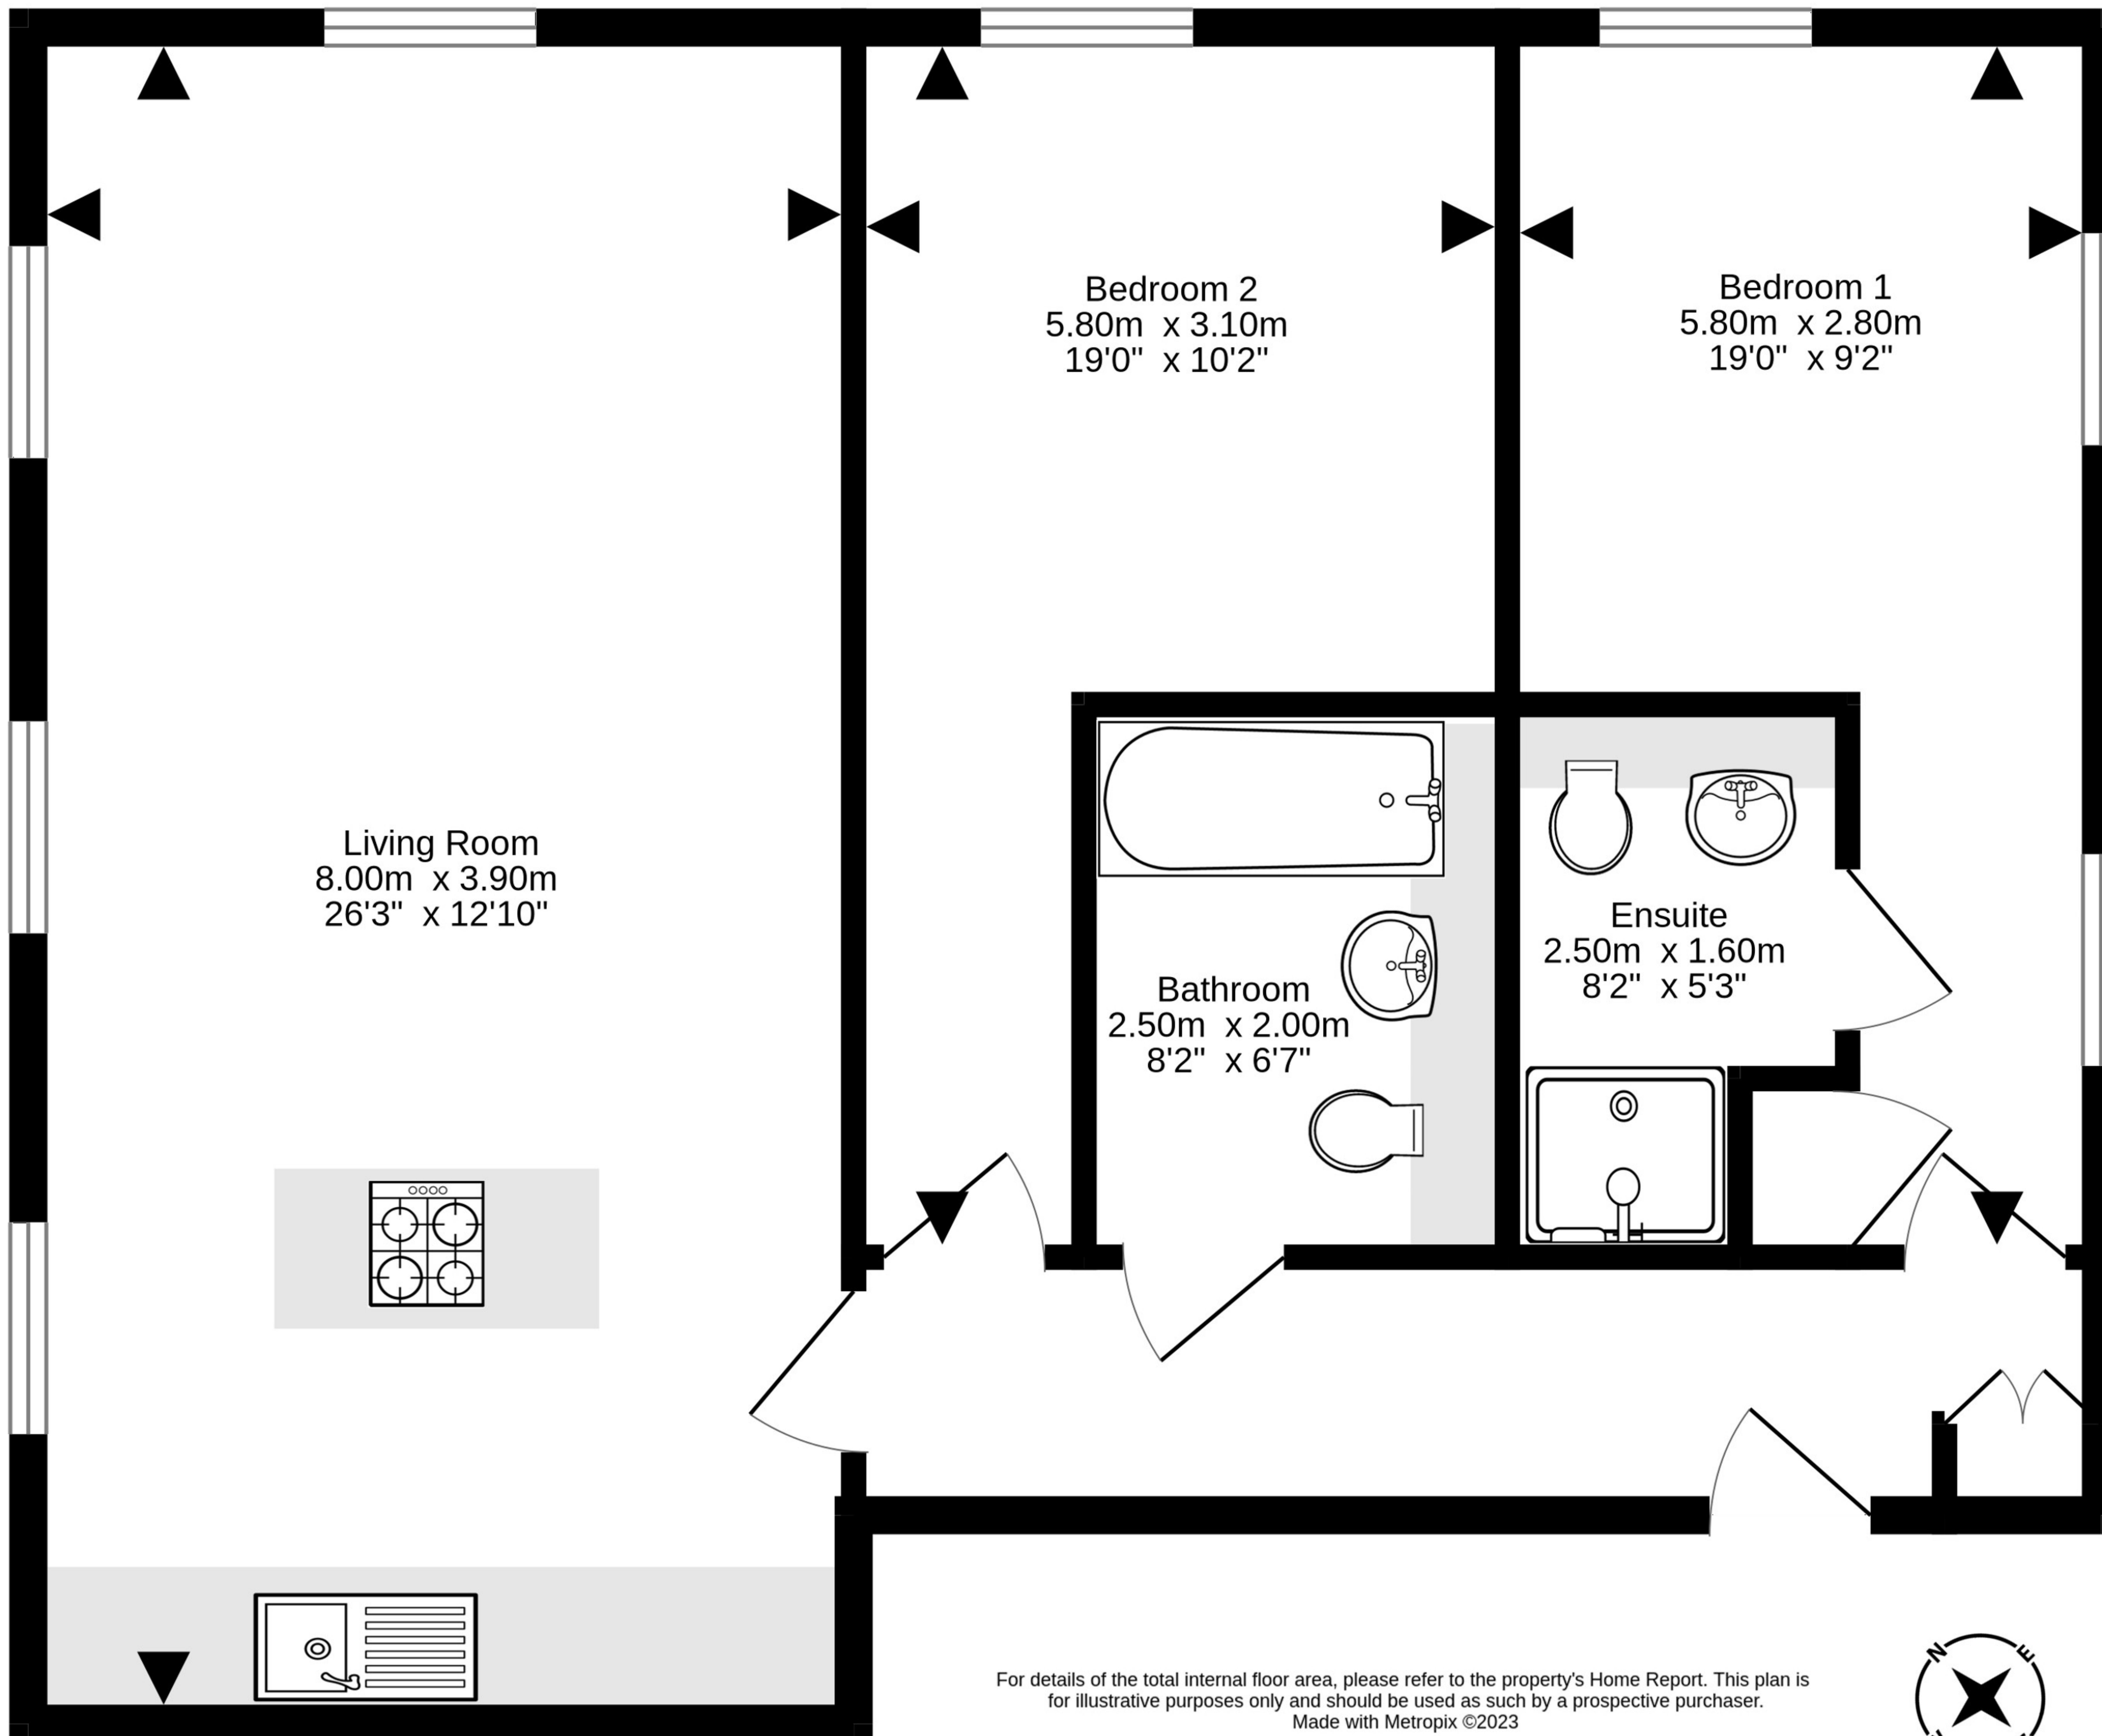 Bedroom 2
5.80m x 3.10m
19'0" x 10'2"
Bedroom 1
5.80m x 2.80m
19'0" x 9'2"
Living Room
8.00m x 3.90m
26'3" x 12'10"
Bathroom
2.50m x 2.00m
8'2" x 6'7"
Ensuite
2.50m x 1.60m
8'2" x 5'3"
For details of the total internal floor area, please refer to the property's Home Report. This plan is
for illustrative purposes only and should be used as such by a prospective purchaser.
Made with Metropix ©2023
N E